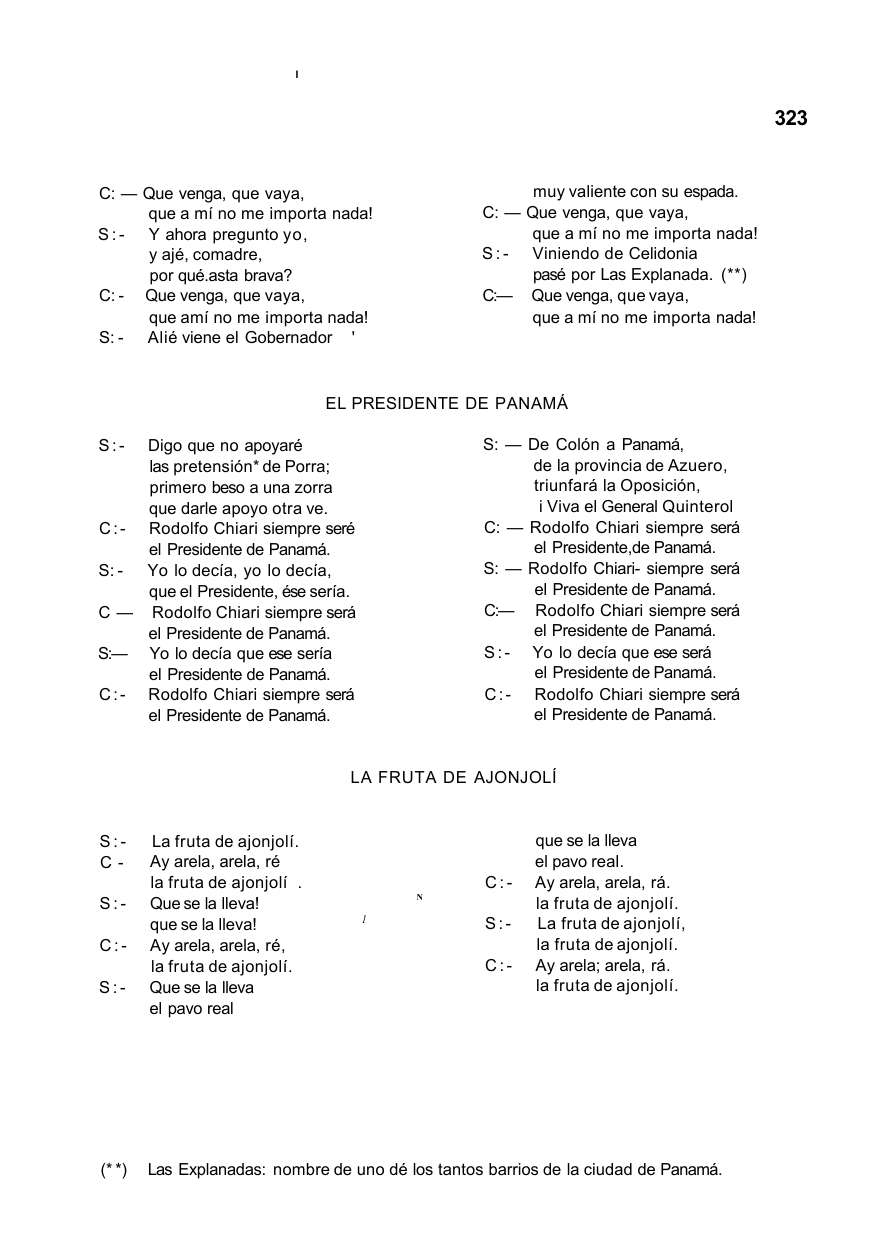 323
C: — Que venga, que vaya,
que a mí no me importa nada!
S:- Y ahora pregunto yo,
y ajé, comadre,
por qué.asta brava?
C:- Que venga, que vaya,
que amí no me importa nada!
S:- Alié viene el Gobernador '
muy valiente con su espada.
C: — Que venga, que vaya,
que a mí no me importa nada!
S:- Viniendo de Celidonia
pasé por Las Explanada. (**)
C:— Que venga, que vaya,
que a mí no me importa nada!
EL PRESIDENTE DE PANAMÁ
S:- Digo que no apoyaré
las pretensión* de Porra;
primero beso a una zorra
que darle apoyo otra ve.
C:- Rodolfo Chiari siempre seré
el Presidente de Panamá.
S:- Yo lo decía, yo lo decía,
que el Presidente, ése sería.
C — Rodolfo Chiari siempre será
el Presidente de Panamá.
S:— Yo lo decía que ese sería
el Presidente de Panamá.
C:- Rodolfo Chiari siempre será
el Presidente de Panamá.
S: — De Colón a Panamá,
de la provincia de Azuero,
triunfará la Oposición,
i Viva el General Quinterol
C: — Rodolfo Chiari siempre será
el Presidente,de Panamá.
S: — Rodolfo Chiari- siempre será
el Presidente de Panamá.
C:— Rodolfo Chiari siempre será
el Presidente de Panamá.
S:- Yo lo decía que ese será
el Presidente de Panamá.
C:- Rodolfo Chiari siempre será
el Presidente de Panamá.
LA FRUTA DE AJONJOLÍ
S:- La fruta de ajonjolí.
C - Ay arela, arela, ré
la fruta de ajonjolí .
S:- Que se la lleva!
que se la lleva!
C:- Ay arela, arela, ré,
la fruta de ajonjolí.
S:- Que se la lleva
el pavo real
que se la lleva
el pavo real.
C:- Ay arela, arela, rá.
la fruta de ajonjolí.
S:- La fruta de ajonjolí,
la fruta de ajonjolí.
C:- Ay arela; arela, rá.
la fruta de ajonjolí.
(**) Las Explanadas: nombre de uno dé los tantos barrios de la ciudad de Panamá.